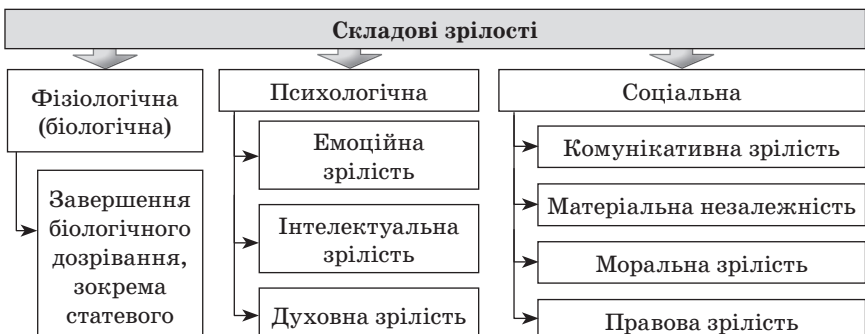 Складові зрілості
Фізіологічна
(біологічна)
Завершення
біологічного
дозрівання,
зокрема
статевого
Психологічна
Емоційна
зрілість
Інтелектуальна
зрілість
Духовна зрілість
Соціальна
Комунікативна зрілість
Матеріальна незалежність
Моральна зрілість
Правова зрілість